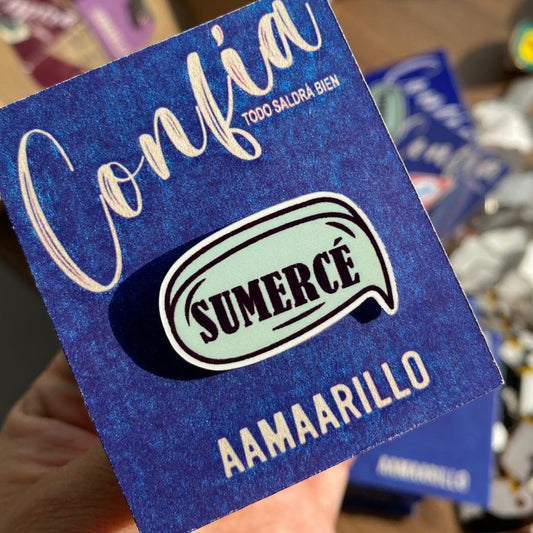 Confía
TODO SALDRÁ BIEN
SUMERCÉ
AAMAARILLO
AAMAARILLO